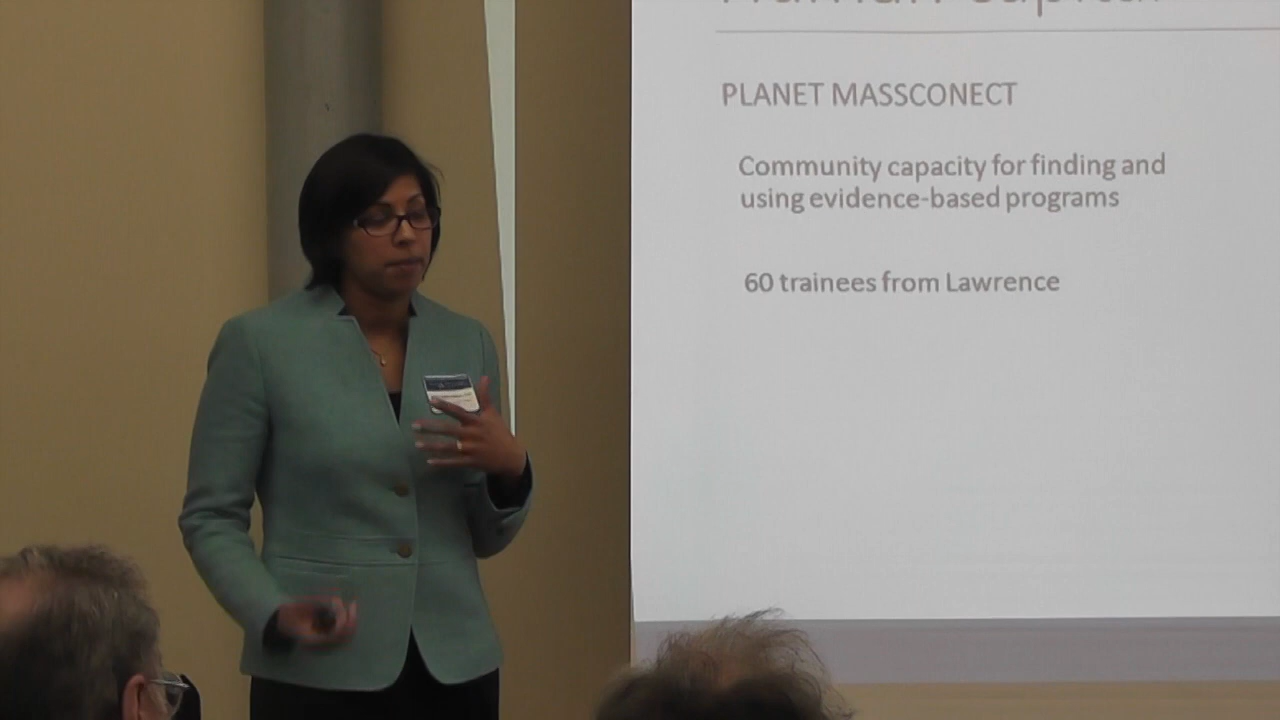 PLANET MASSCONECT
Community capacity for finding and
using evidence-based programs
60 trainees from Lawrence